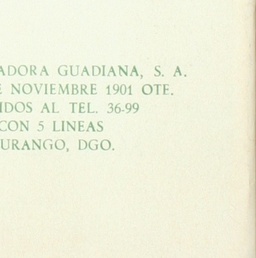 ADORA GUADIANA, S. A.
E NOVIEMBRE 1901 OTE.
IDOS AL TEL. 36-99
CON 5 LINEAS
URANGO, DGO.